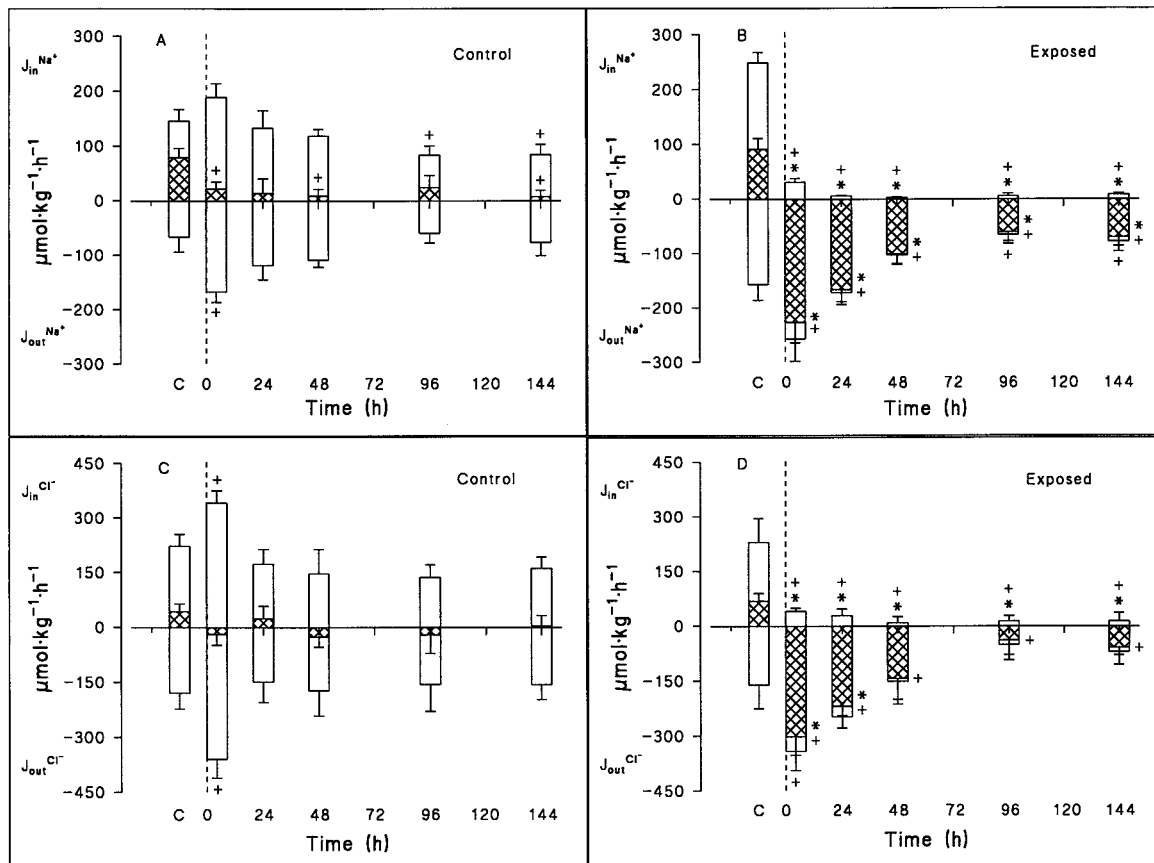 A
Control
J_in^Na+
J_out^Na+
µmol·kg⁻¹·h⁻¹
300
200
100
0
−100
−200
−300
+ + + + + + +
C 0 24 48 72 96 120 144
Time (h)
B
Exposed
J_in^Na+
J_out^Na+
µmol·kg⁻¹·h⁻¹
300
200
100
0
−100
−200
−300
+ + + + +
* * * * *
* * * * *
+ + + + +
+ +
C 0 24 48 72 96 120 144
Time (h)
C
Control
J_in^Cl-
J_out^Cl-
µmol·kg⁻¹·h⁻¹
450
300
150
0
−150
−300
−450
+
+
C 0 24 48 72 96 120 144
Time (h)
D
Exposed
J_in^Cl-
J_out^Cl-
µmol·kg⁻¹·h⁻¹
450
300
150
0
−150
−300
−450
+ + + + +
* * * * *
* *
+ + + + +
+
C 0 24 48 72 96 120 144
Time (h)